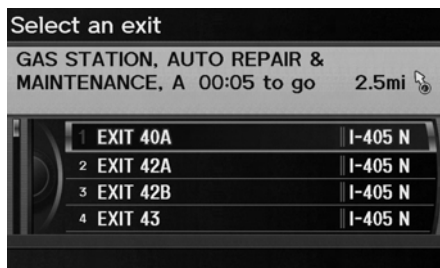 Select an exit
GAS STATION, AUTO REPAIR &
MAINTENANCE, A 00:05 to go 2.5mi
1 EXIT 40A I-405 N
2 EXIT 42A I-405 N
3 EXIT 42B I-405 N
4 EXIT 43 I-405 N